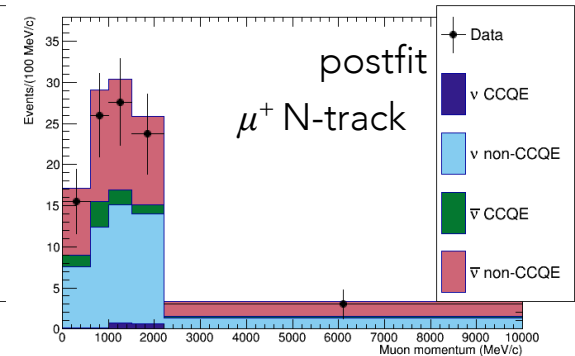 Events/(100 MeV/c)
35
30
25
20
15
10
5
0
postfit
μ⁺ N-track
Data
ν CCQE
ν non-CCQE
ν̅ CCQE
ν̅ non-CCQE
0 1000 2000 3000 4000 5000 6000 7000 8000 9000 10000
Muon momentum (MeV/c)